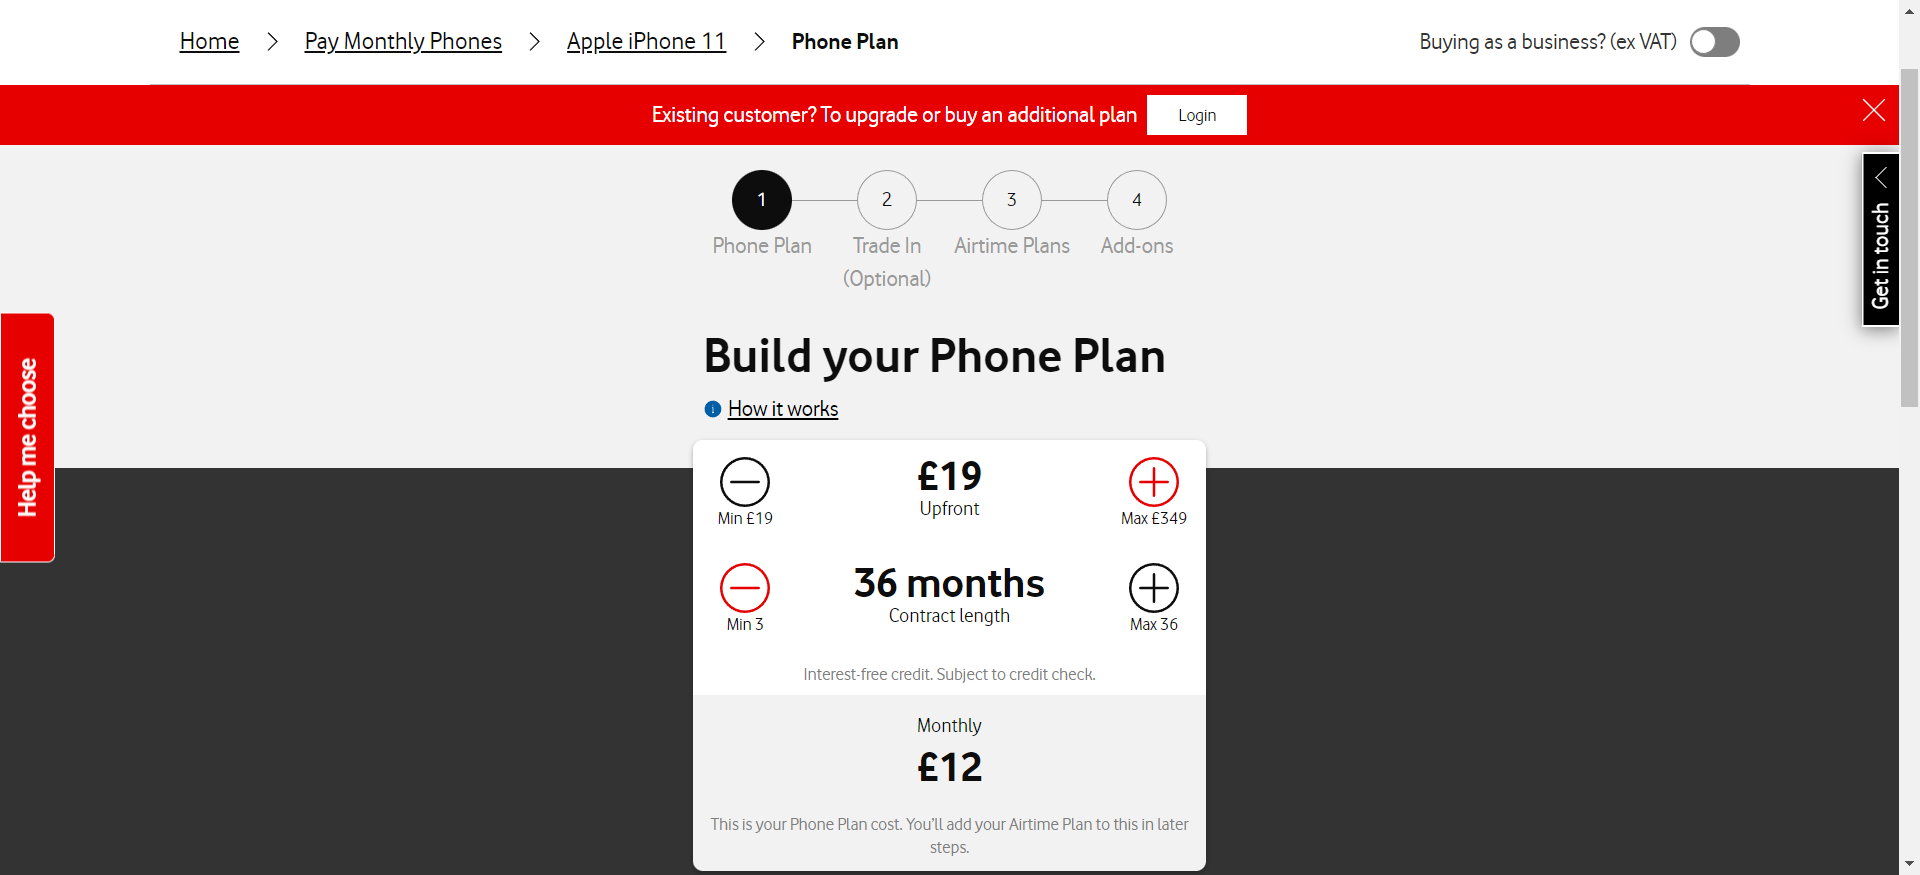 Home > Pay Monthly Phones > Apple iPhone 11 > Phone Plan
Buying as a business? (ex VAT)
Existing customer? To upgrade or buy an additional plan
Login
1
2
3
4
Phone Plan
Trade In
(Optional)
Airtime Plans
Add-ons
Get in touch
Help me choose
Build your Phone Plan
i How it works
£19
Upfront
Min £19
Max £349
36 months
Contract length
Min 3
Max 36
Interest-free credit. Subject to credit check.
Monthly
£12
This is your Phone Plan cost. You’ll add your Airtime Plan to this in later
steps.